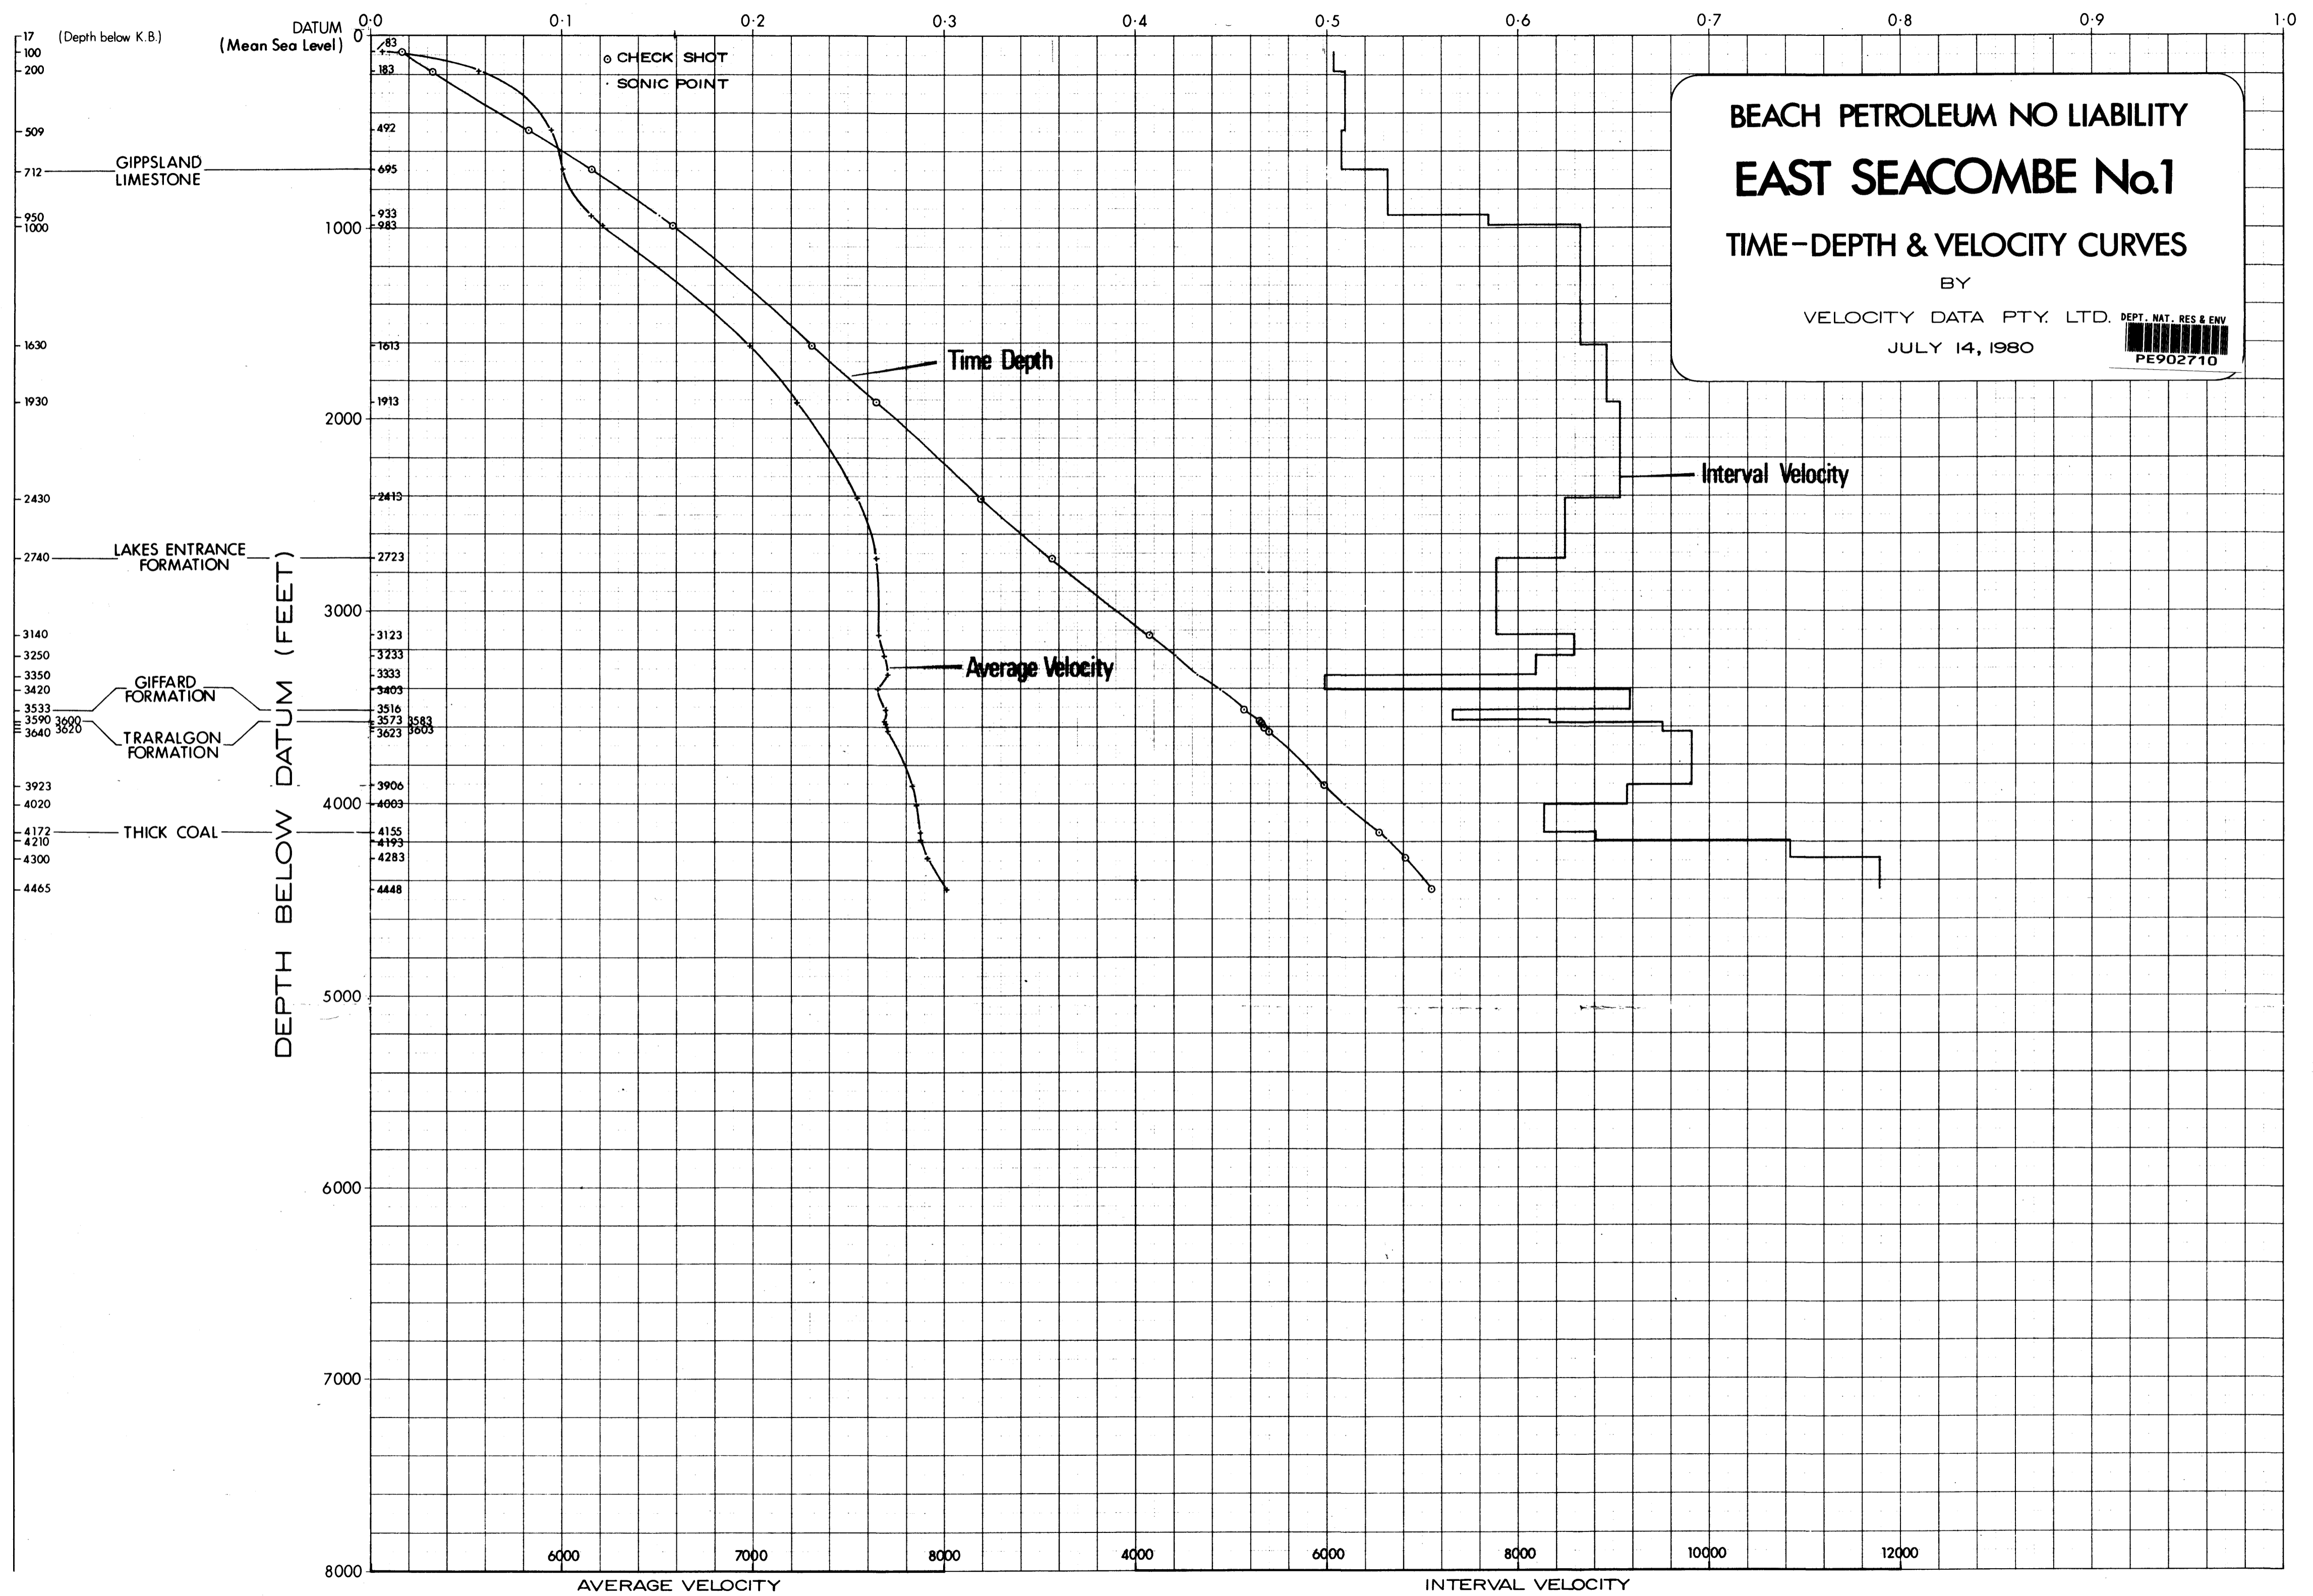 0·0 0·1 0·2 0·3 0·4 0·5 0·6 0·7 0·8 0·9 1·0
17 (Depth below K.B.)
DATUM 0
(Mean Sea Level)
100
200
509
712
950
1000
1630
1930
2430
2740
3140
3250
3350
3420
3533
3590 3600
3640 3620
3923
4020
4172
4210
4300
4465
GIPPSLAND
LIMESTONE
LAKES ENTRANCE
FORMATION
GIFFARD
FORMATION
TRARALGON
FORMATION
THICK COAL
DEPTH BELOW DATUM (FEET)
1000
2000
3000
4000
5000
6000
7000
8000
83
183
492
695
933
983
1613
1913
2413
2723
3123
3233
3333
3403
3516
3573 3583
3623 3603
3906
4003
4155
4193
4283
4448
CHECK SHOT
SONIC POINT
Time Depth
Average Velocity
Interval Velocity
BEACH PETROLEUM NO LIABILITY
EAST SEACOMBE No.1
TIME-DEPTH & VELOCITY CURVES
BY
VELOCITY DATA PTY. LTD.
JULY 14, 1980
DEPT. NAT. RES & ENV
PE902710
6000 7000 8000 4000 6000 8000 10000 12000
AVERAGE VELOCITY INTERVAL VELOCITY